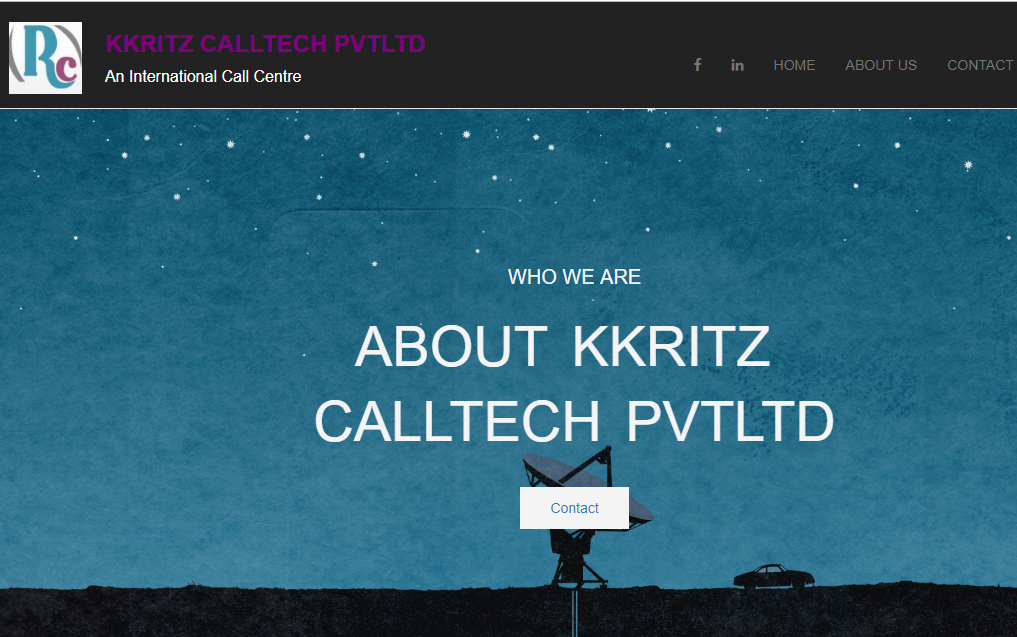 Rc
KKRITZ CALLTECH PVTLTD
An International Call Centre
f in HOME ABOUT US CONTACT
WHO WE ARE
ABOUT KKRITZ
CALLTECH PVTLTD
Contact